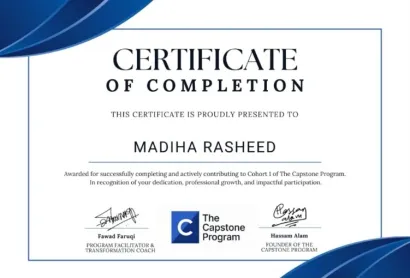 CERTIFICATE
OF COMPLETION
THIS CERTIFICATE IS PROUDLY PRESENTED TO
MADIHA RASHEED
Awarded for successfully completing and actively contributing to Cohort 1 of The Capstone Program.
In recognition of your dedication, professional growth, and impactful participation.
Fawad Faruqi
PROGRAM FACILITATOR &
TRANSFORMATION COACH
C
The
Capstone
Program
Hassam Alam
FOUNDER OF THE
CAPSTONE PROGRAM